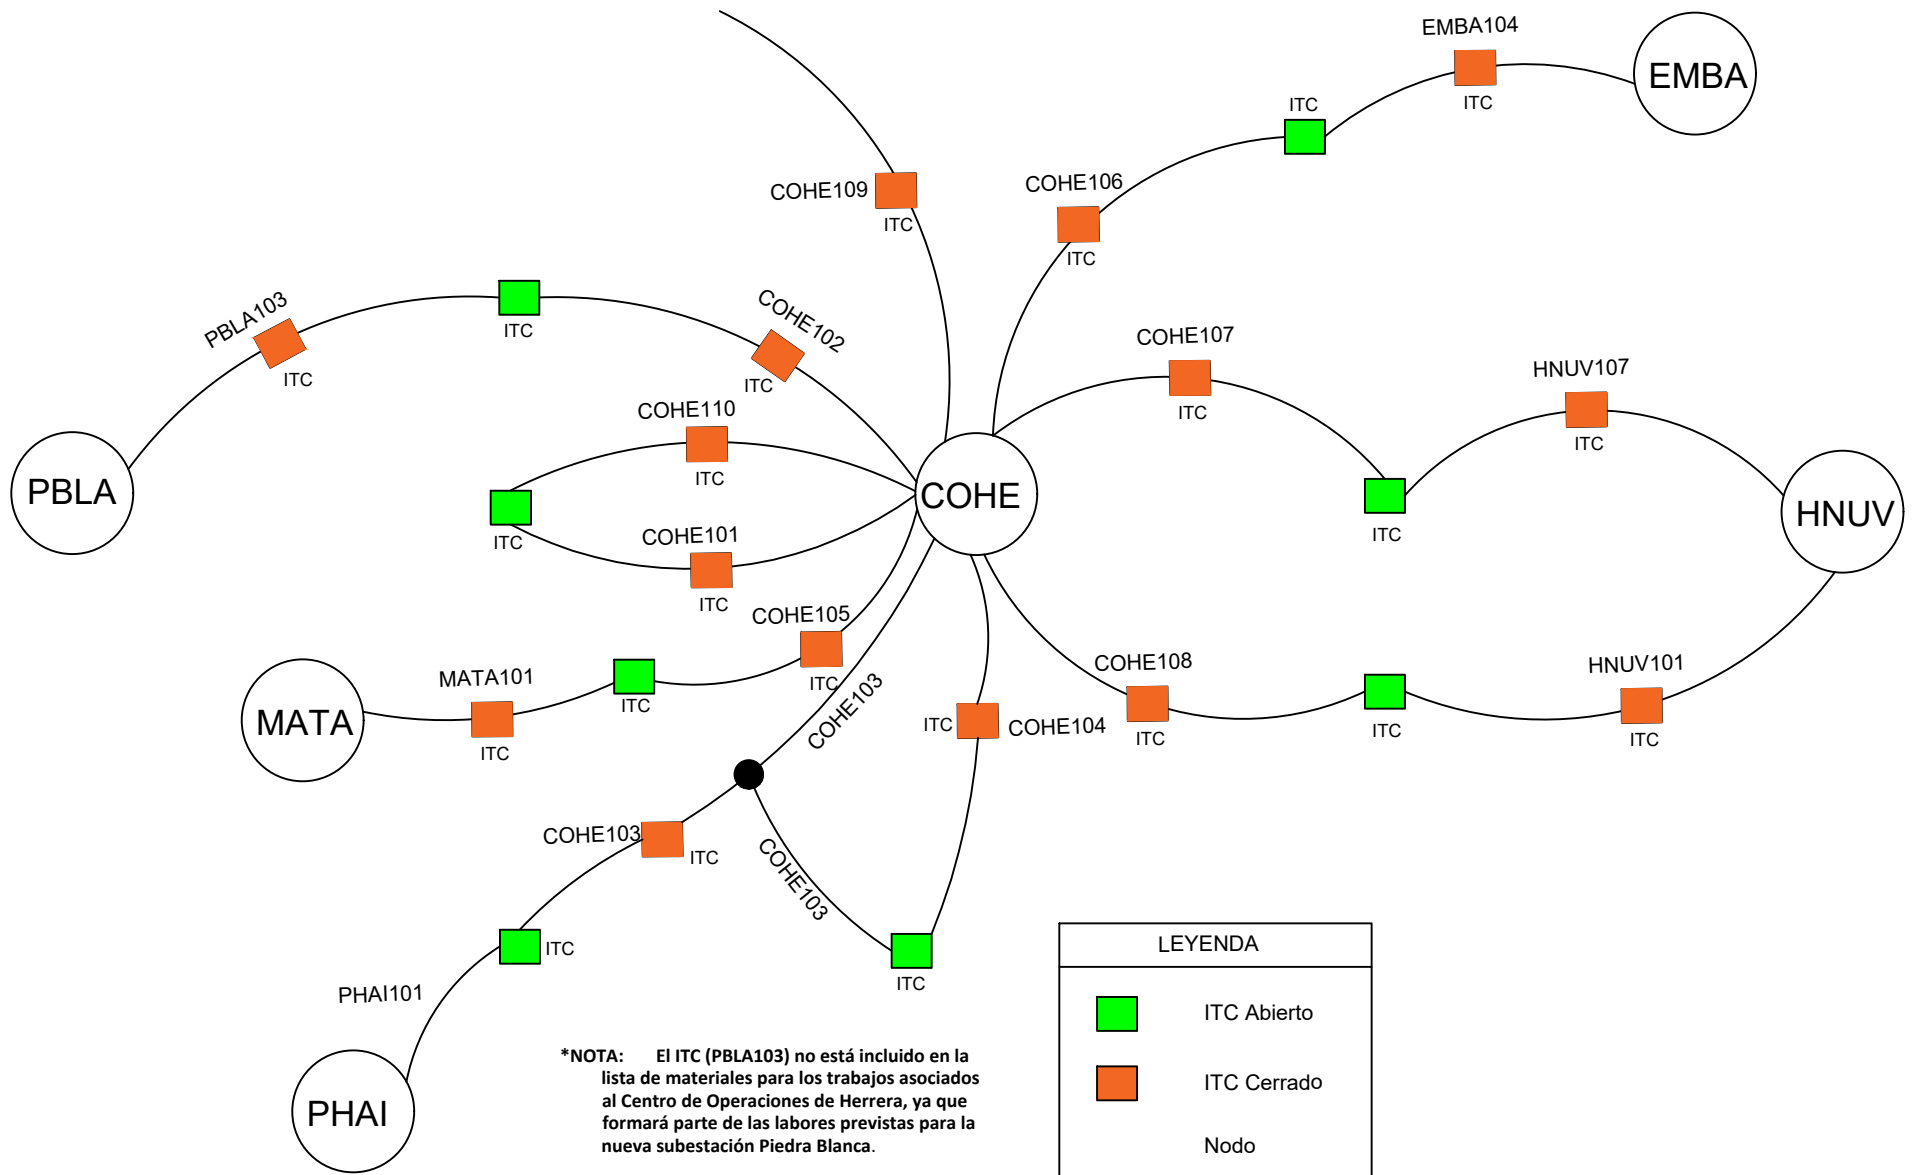 EMBA104
EMBA
ITC
ITC
COHE109
ITC
COHE106
ITC
PBLA103
ITC
ITC
COHE102
ITC
COHE107
ITC
HNUV107
ITC
COHE110
ITC
PBLA
COHE
ITC
HNUV
ITC
COHE101
ITC
COHE105
ITC
MATA101
ITC
ITC
MATA
COHE103
ITC
COHE104
COHE108
ITC
ITC
HNUV101
ITC
COHE103
ITC
COHE103
ITC
ITC
PHAI101
PHAI
LEYENDA
ITC Abierto
ITC Cerrado
Nodo
*NOTA: El ITC (PBLA103) no está incluido en la
lista de materiales para los trabajos asociados
al Centro de Operaciones de Herrera, ya que
formará parte de las labores previstas para la
nueva subestación Piedra Blanca.